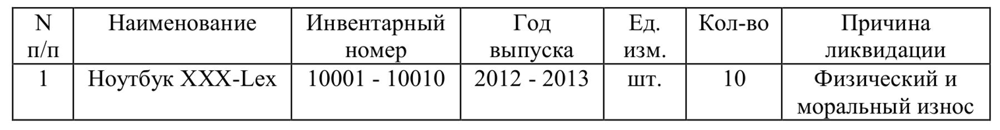 N п/п Наименование Инвентарный номер Год выпуска Ед. изм. Кол-во Причина ликвидации
1 Ноутбук XXX-Lex 10001 - 10010 2012 - 2013 шт. 10 Физический и моральный износ